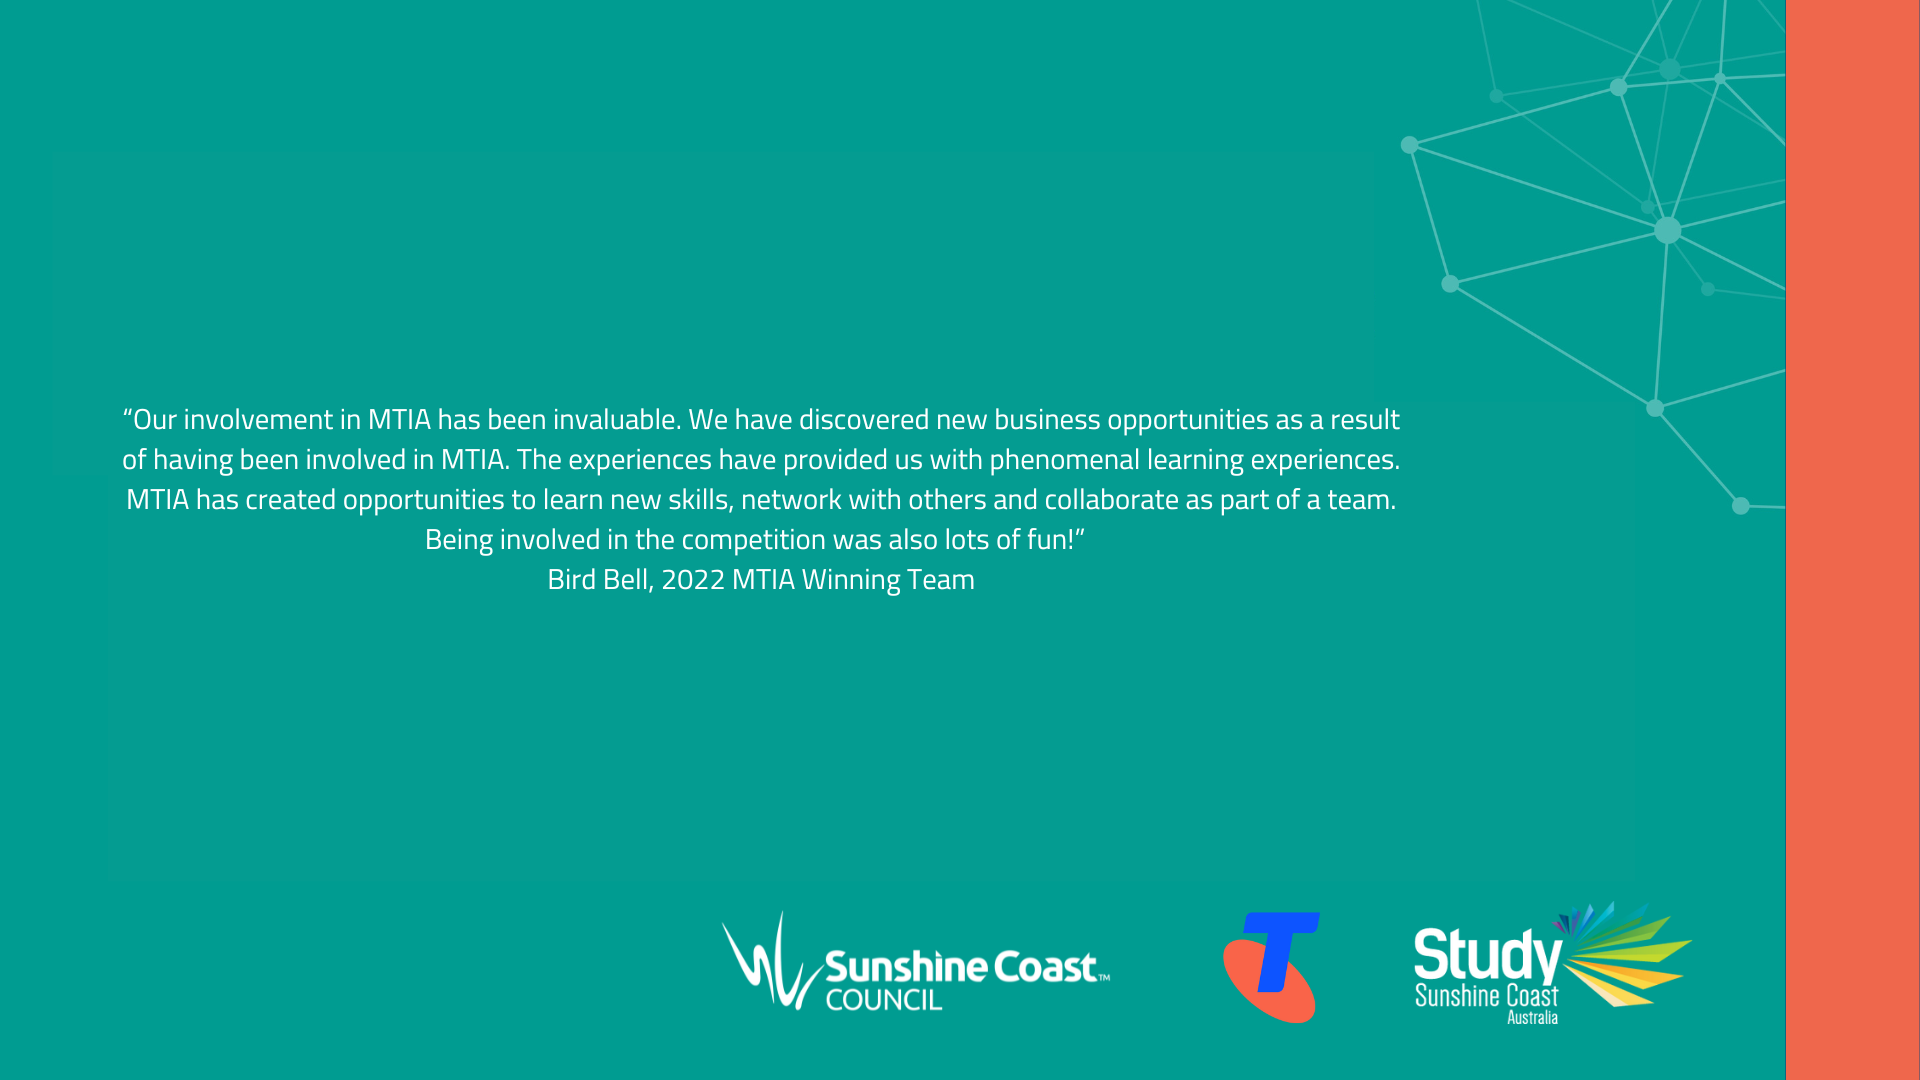 “Our involvement in MTIA has been invaluable. We have discovered new business opportunities as a result
of having been involved in MTIA. The experiences have provided us with phenomenal learning experiences.
MTIA has created opportunities to learn new skills, network with others and collaborate as part of a team.
Being involved in the competition was also lots of fun!”
Bird Bell, 2022 MTIA Winning Team
Sunshine Coast™
COUNCIL
T
Study
Sunshine Coast
Australia